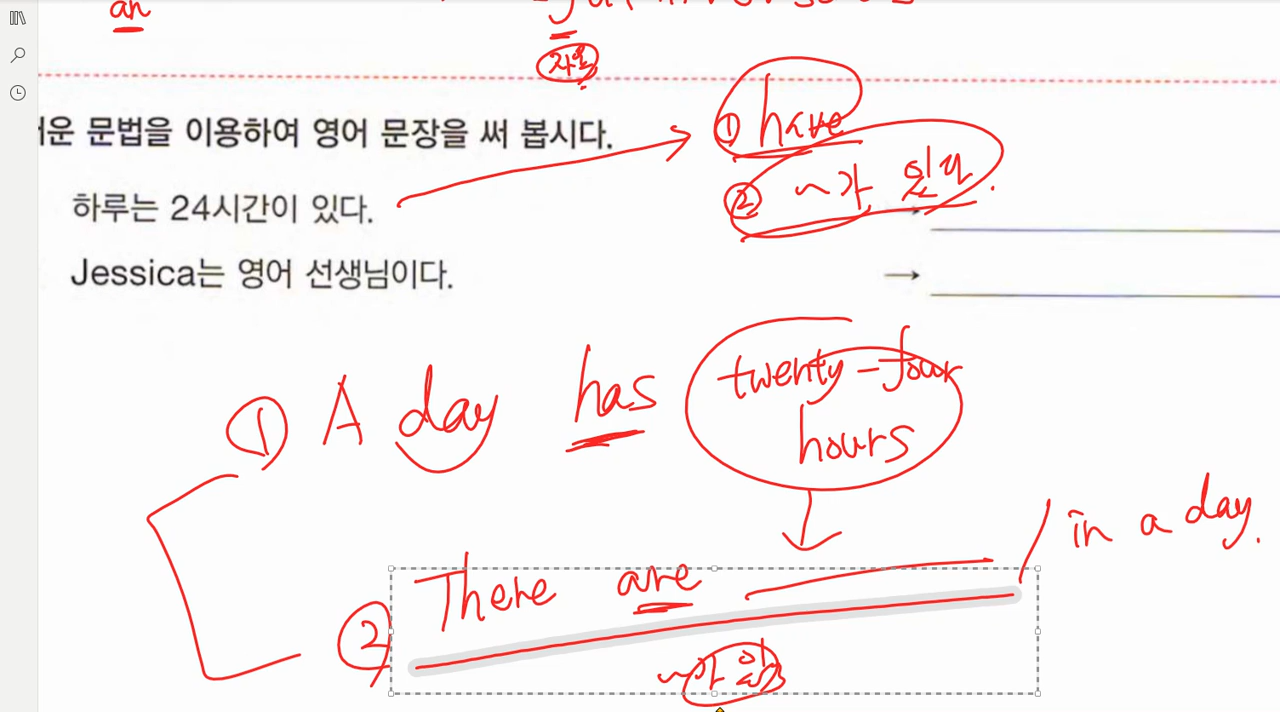 an
자음
운 문법을 이용하여 영어 문장을 써 봅시다.
① have
하루는 24시간이 있다.
② ~가 있다.
→
Jessica는 영어 선생님이다.
→
① A day has twenty-four
hours
in a day.
② There are
~가 있